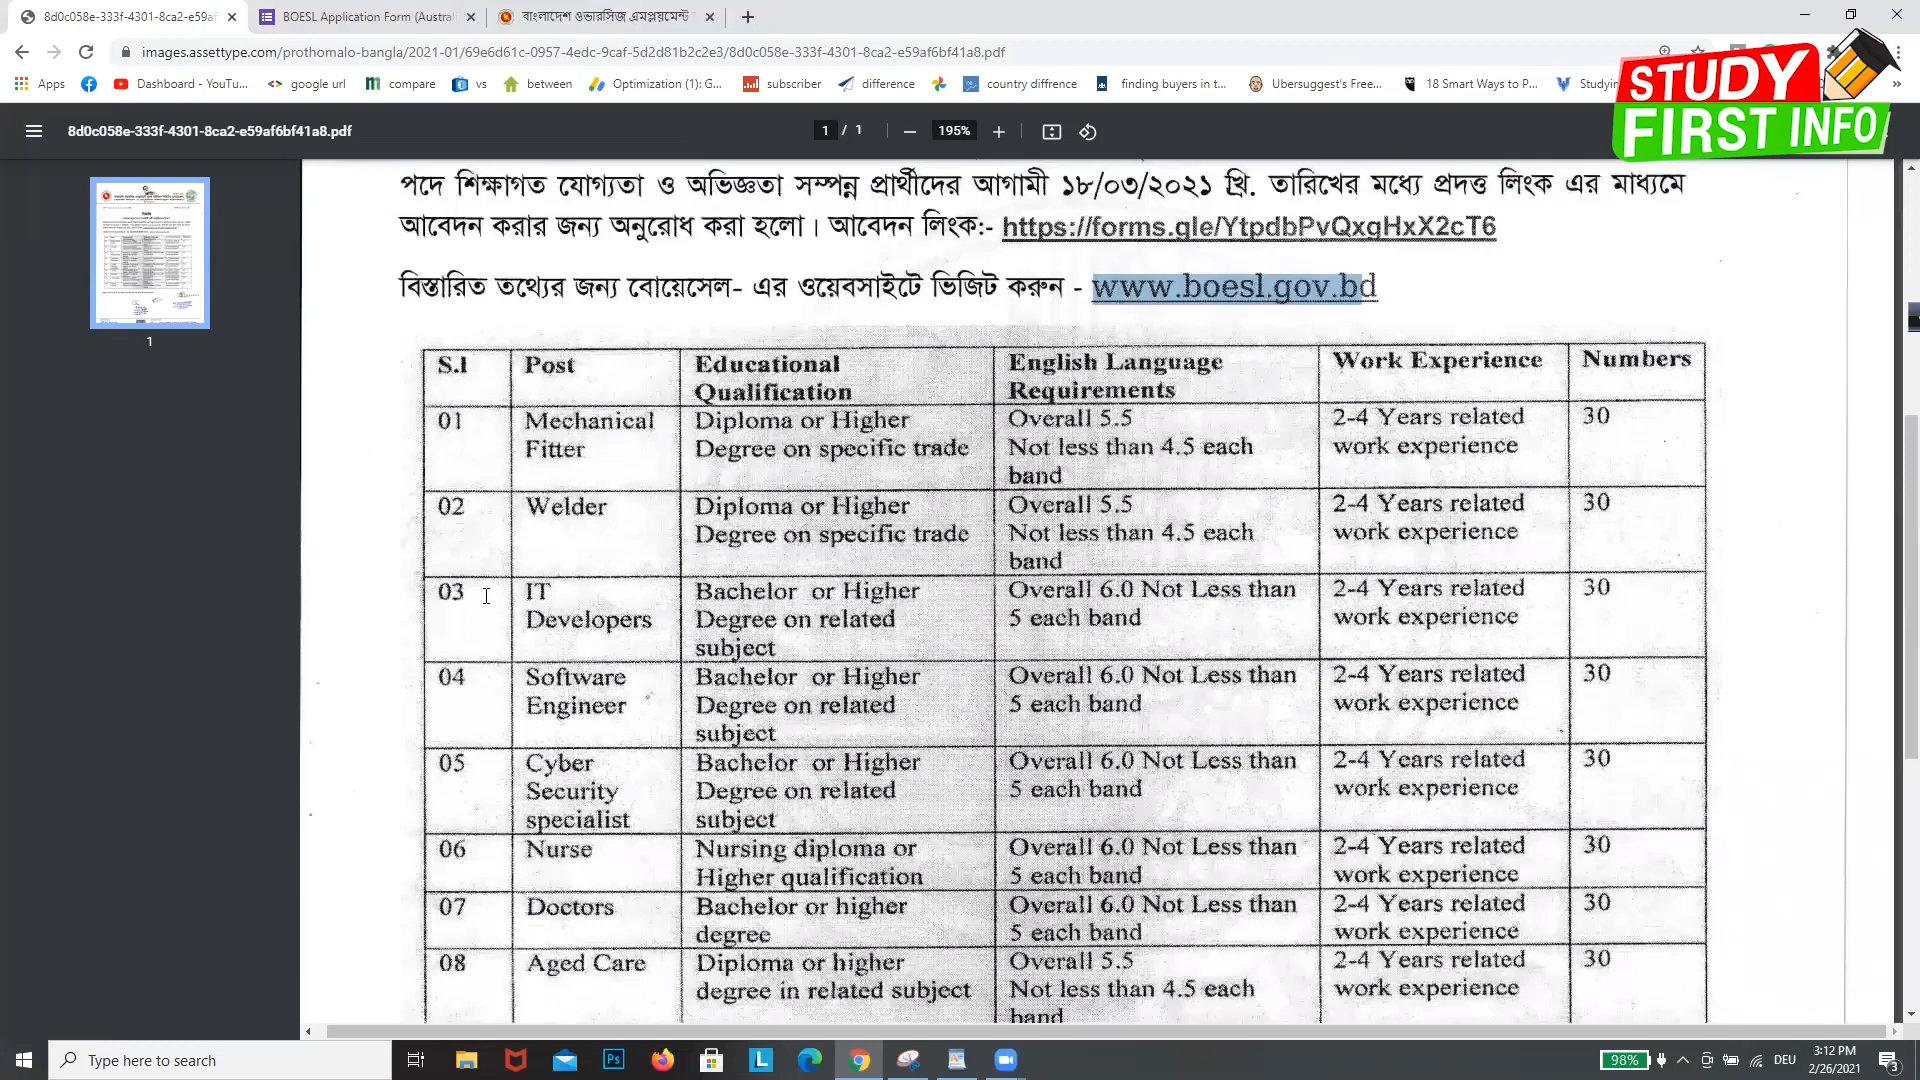 8d0c058e-333f-4301-8ca2-e59af
BOESL Application Form (Austral
বাংলাদেশ ওভারসিজ এমপ্লয়মেন্ট
images.assettype.com/prothomalo-bangla/2021-01/69e6d61c-0957-4edc-9caf-5d2d81b2c2e3/8d0c058e-333f-4301-8ca2-e59af6bf41a8.pdf
Apps Dashboard - YouTu... google url compare vs between Optimization (1): G... subscriber difference country diffrence finding buyers in t... Ubersuggest's Free... 18 Smart Ways to P... Studyin
STUDY
FIRST INFO
8d0c058e-333f-4301-8ca2-e59af6bf41a8.pdf 1 / 1 195%
1
পদে শিক্ষাগত যোগ্যতা ও অভিজ্ঞতা সম্পন্ন প্রার্থীদের আগামী ১৮/০৩/২০২১ খ্রি. তারিখের মধ্যে প্রদত্ত লিংক এর মাধ্যমে
আবেদন করার জন্য অনুরোধ করা হলো। আবেদন লিংক:- https://forms.gle/YtpdbPvQxgHxX2cT6
বিস্তারিত তথ্যের জন্য বোয়েসেল- এর ওয়েবসাইটে ভিজিট করুন - www.boesl.gov.bd
S.l Post Educational Qualification English Language Requirements Work Experience Numbers
01 Mechanical Fitter Diploma or Higher Degree on specific trade Overall 5.5 Not less than 4.5 each band 2-4 Years related work experience 30
02 Welder Diploma or Higher Degree on specific trade Overall 5.5 Not less than 4.5 each band 2-4 Years related work experience 30
03 IT Developers Bachelor or Higher Degree on related subject Overall 6.0 Not Less than 5 each band 2-4 Years related work experience 30
04 Software Engineer Bachelor or Higher Degree on related subject Overall 6.0 Not Less than 5 each band 2-4 Years related work experience 30
05 Cyber Security specialist Bachelor or Higher Degree on related subject Overall 6.0 Not Less than 5 each band 2-4 Years related work experience 30
06 Nurse Nursing diploma or Higher qualification Overall 6.0 Not Less than 5 each band 2-4 Years related work experience 30
07 Doctors Bachelor or higher degree Overall 6.0 Not Less than 5 each band 2-4 Years related work experience 30
08 Aged Care Diploma or higher degree in related subject Overall 5.5 Not less than 4.5 each band 2-4 Years related work experience 30
Type here to search
Ps
L
98%
DEU
3:12 PM
2/26/2021
3